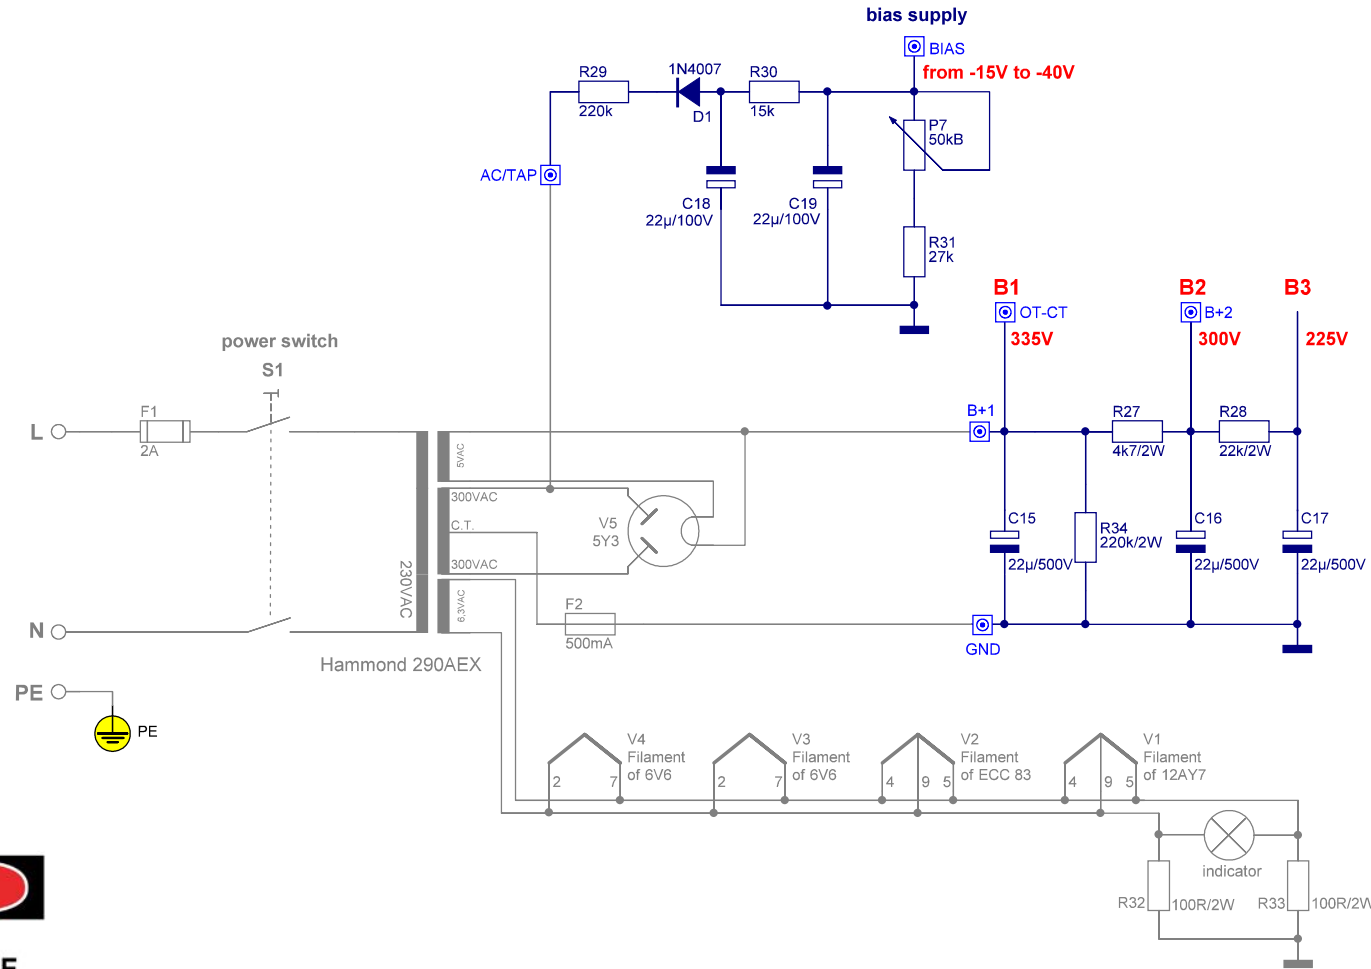 bias supply
BIAS
from -15V to -40V
R29
220k
1N4007
D1
R30
15k
P7
50kB
AC/TAP
C18
22µ/100V
C19
22µ/100V
R31
27k
B1
OT-CT
335V
B2
B+2
300V
B3
225V
power switch
S1
L
F1
2A
B+1
R27
4k7/2W
R28
22k/2W
5VAC
300VAC
C.T.
300VAC
6,3VAC
230VAC
V5
5Y3
C15
22µ/500V
R34
220k/2W
C16
22µ/500V
C17
22µ/500V
N
F2
500mA
GND
Hammond 290AEX
PE
PE
V4
Filament
of 6V6
2
7
V3
Filament
of 6V6
2
7
V2
Filament
of ECC 83
4
9
5
V1
Filament
of 12AY7
4
9
5
indicator
R32
100R/2W
R33
100R/2W